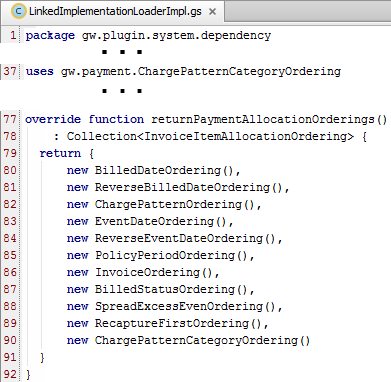 LinkedImplementationLoaderImpl.gs ×
1 package gw.plugin.system.dependency
37 uses gw.payment.ChargePatternCategoryOrdering
77 override function returnPaymentAllocationOrderings()
78 : Collection<InvoiceItemAllocationOrdering> {
79 return {
80 new BilledDateOrdering(),
81 new ReverseBilledDateOrdering(),
82 new ChargePatternOrdering(),
83 new EventDateOrdering(),
84 new ReverseEventDateOrdering(),
85 new PolicyPeriodOrdering(),
86 new InvoiceOrdering(),
87 new BilledStatusOrdering(),
88 new SpreadExcessEvenOrdering(),
89 new RecaptureFirstOrdering(),
90 new ChargePatternCategoryOrdering()
91 }
92 }